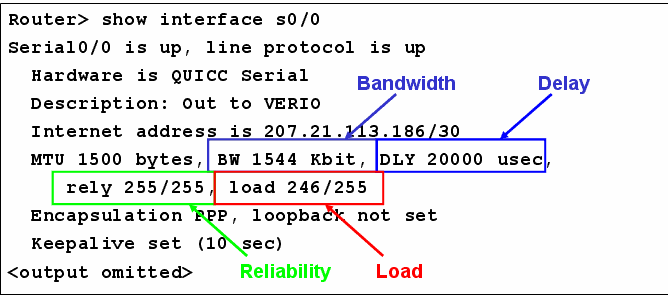 Router> show interface s0/0
Serial0/0 is up, line protocol is up
Hardware is QUICC Serial
Bandwidth
Delay
Description: Out to VERIO
Internet address is 207.21.113.186/30
MTU 1500 bytes, BW 1544 Kbit, DLY 20000 usec,
rely 255/255, load 246/255
Encapsulation PPP, loopback not set
Keepalive set (10 sec)
<output omitted>
Reliability
Load